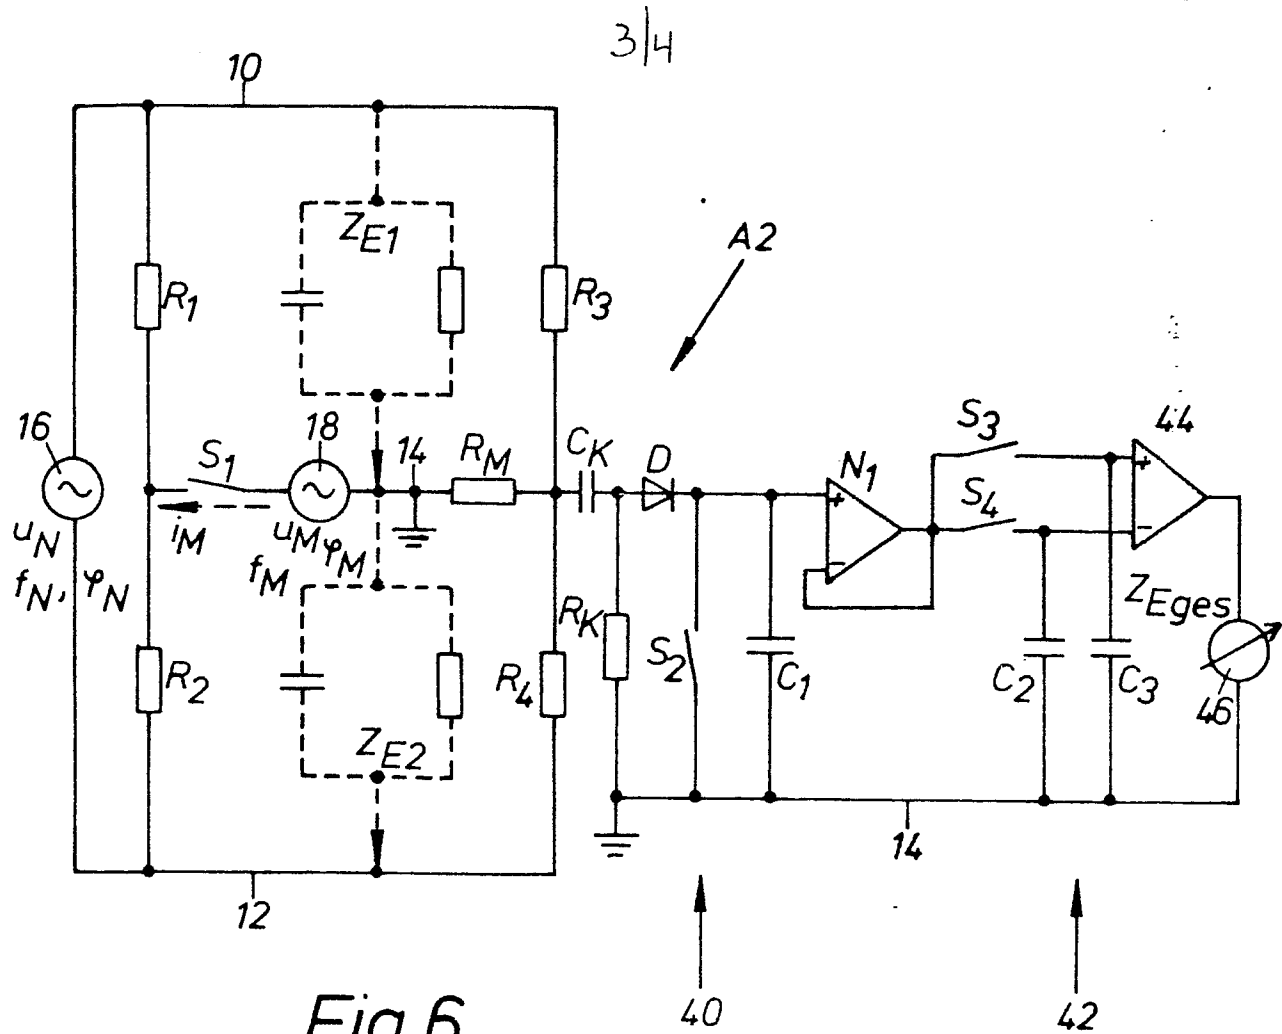 3/4
10
Z_E1
A2
R_1
R_3
16
S_1
18
14
R_M
C_K
D
N_1
S_3
44
S_4
+
+
−
−
u_N
i_M
u_M
φ_M
f_M
f_N, φ_N
Z_Eges
R_K
S_2
R_2
R_4
C_1
C_2
C_3
46
Z_E2
14
12
40
42
Fig.6